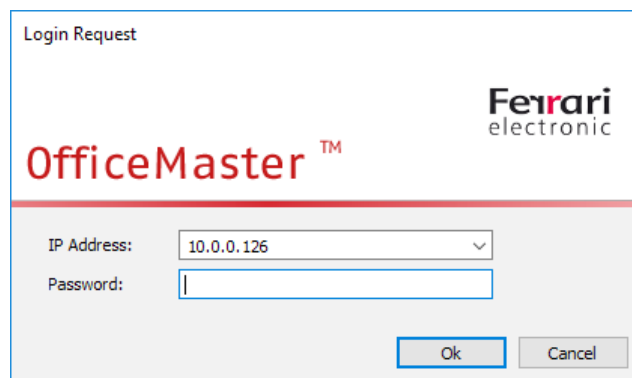 Login Request
Ferrari
electronic
OfficeMaster ™
IP Address: 10.0.0.126
Password:
Ok Cancel